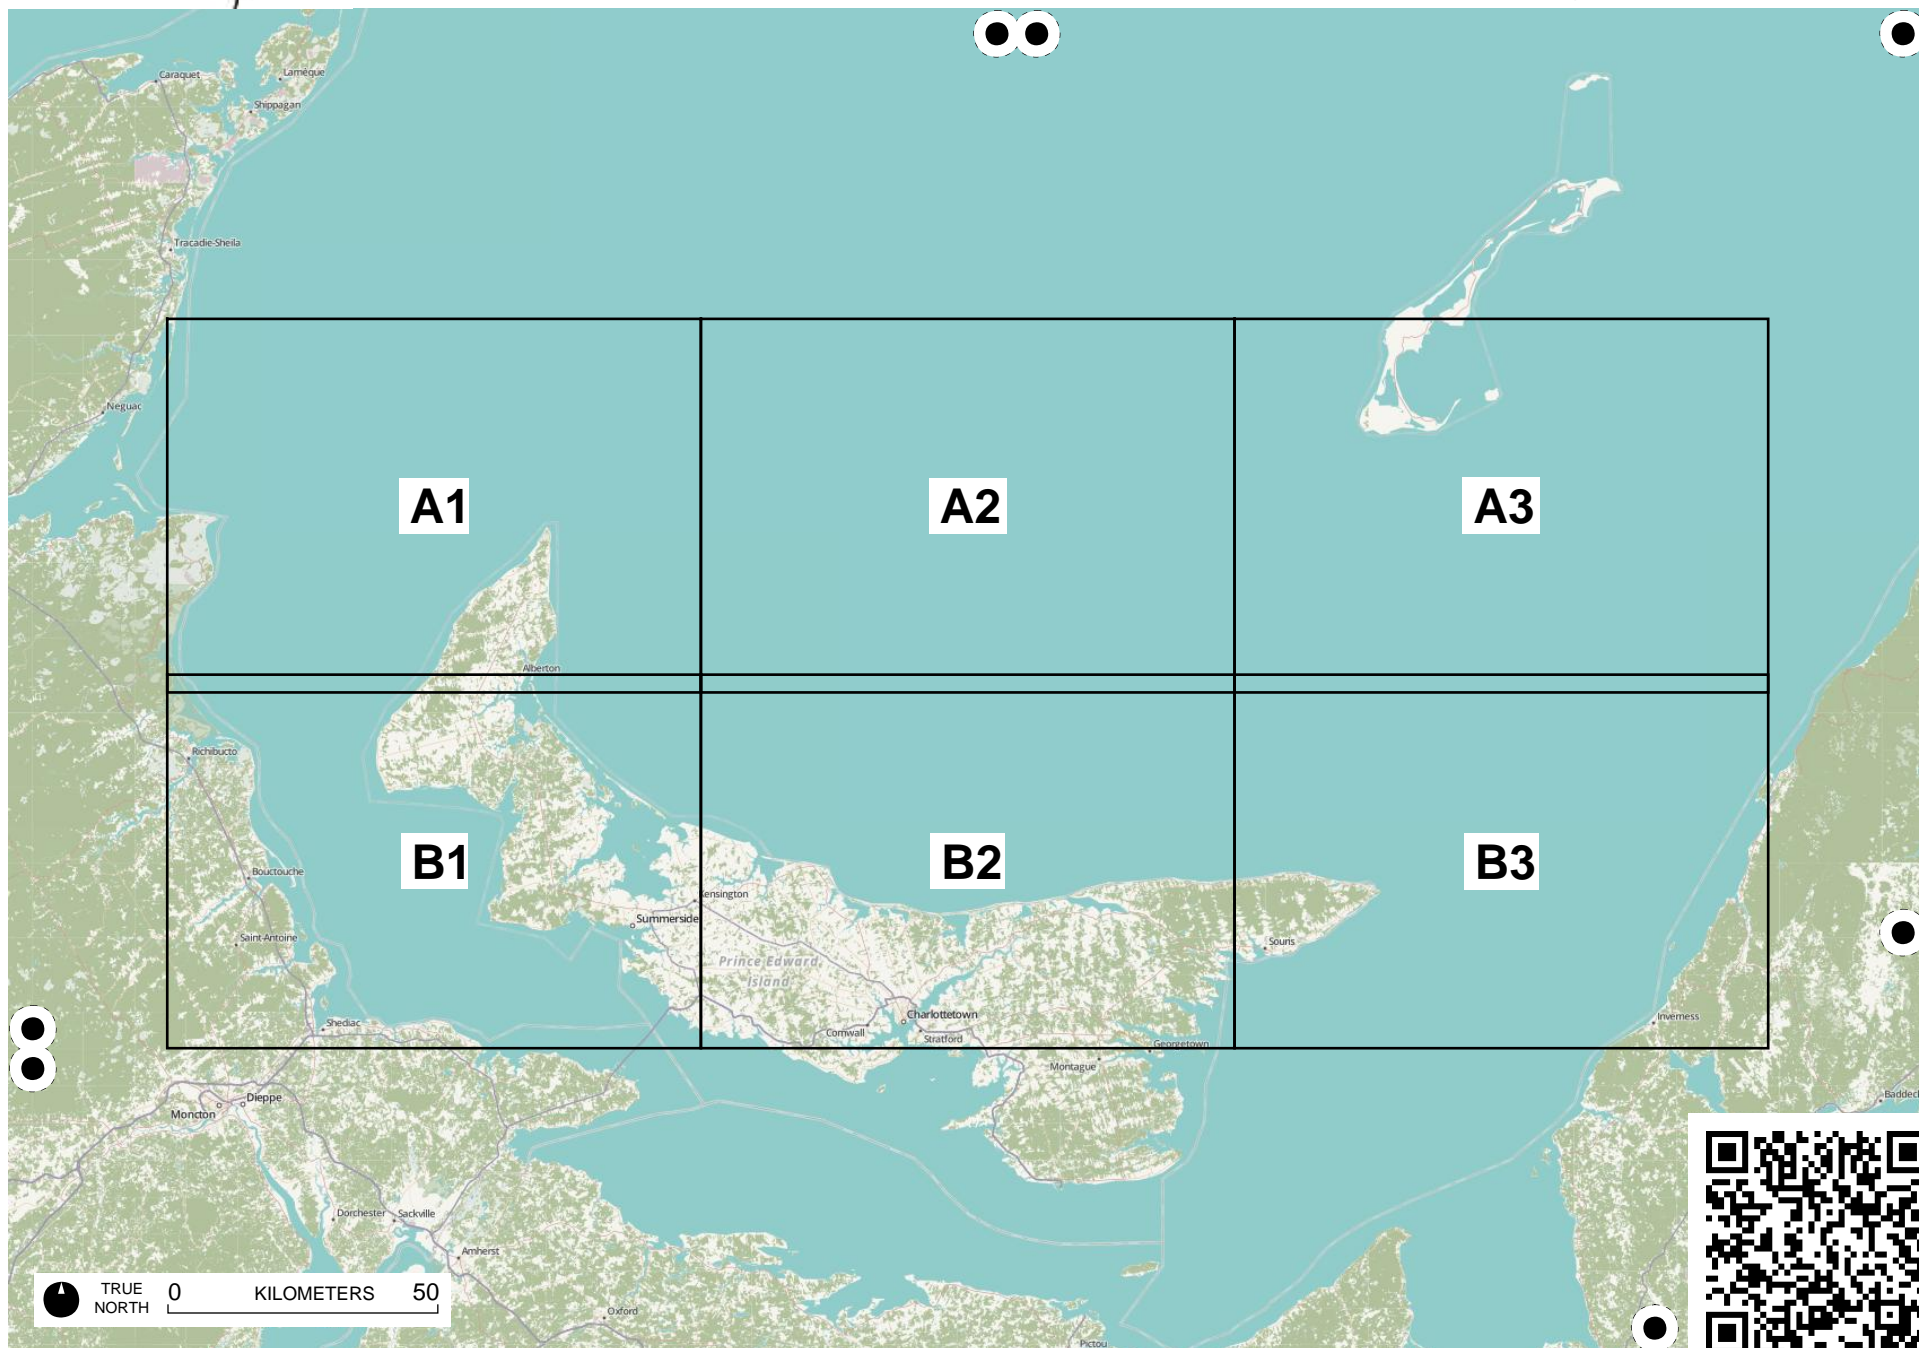 Caraquet
Lamèque
Shippagan
Tracadie-Sheila
Neguac
A1
A2
A3
Alberton
Richibucto
B1
B2
B3
Bouctouche
Kensington
Summerside
Saint-Antoine
Souris
Prince Edward
Island
Charlottetown
Shediac
Cornwall
Stratford
Inverness
Georgetown
Montague
Moncton
Dieppe
Baddec
Dorchester
Sackville
Amherst
TRUE
NORTH
0 KILOMETERS 50
Oxford
Pictou